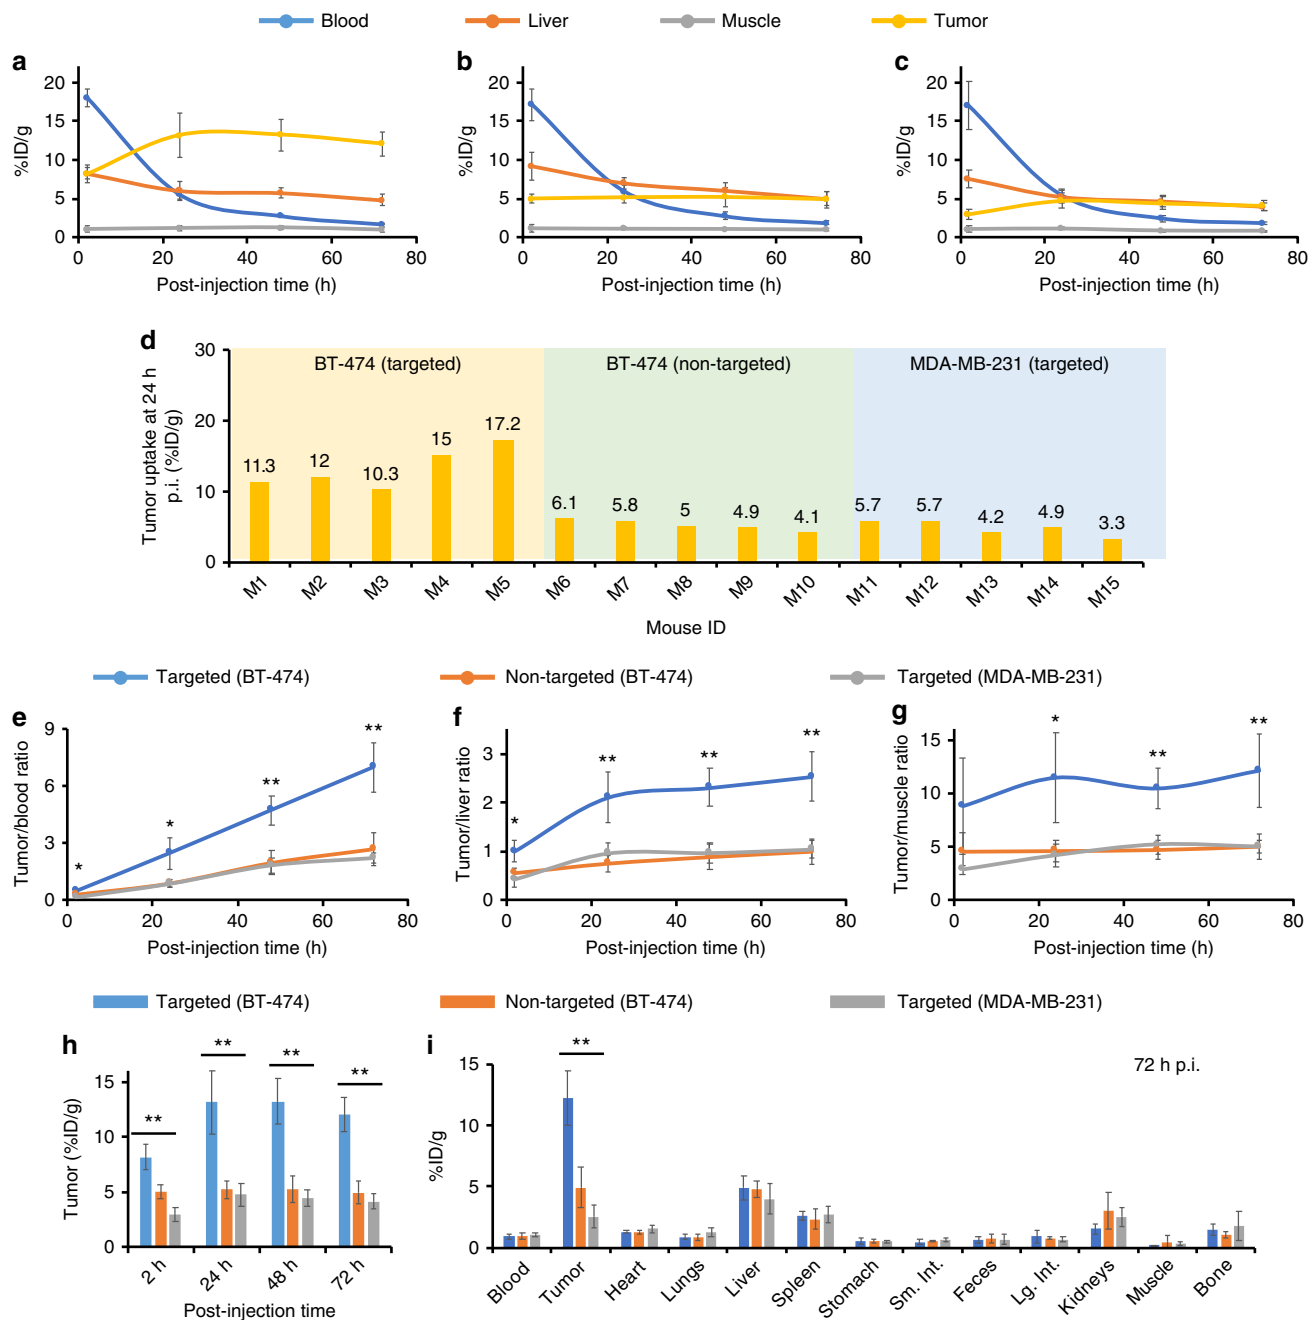 Blood Liver Muscle Tumor
a b c
20 20 20
15 15 15
10 10 10
5 5 5
0 0 0
%ID/g %ID/g %ID/g
0 20 40 60 80 0 20 40 60 80 0 20 40 60 80
Post-injection time (h) Post-injection time (h) Post-injection time (h)
d
Tumor uptake at 24 h
p.i. (%ID/g)
30
20
10
0
BT-474 (targeted) BT-474 (non-targeted) MDA-MB-231 (targeted)
11.3 12 10.3 15 17.2 6.1 5.8 5 4.9 4.1 5.7 5.7 4.2 4.9 3.3
M1 M2 M3 M4 M5 M6 M7 M8 M9 M10 M11 M12 M13 M14 M15
Mouse ID
Targeted (BT-474) Non-targeted (BT-474) Targeted (MDA-MB-231)
e
Tumor/blood ratio
9
6
3
0
* * ** **
0 20 40 60 80
Post-injection time (h)
f
Tumor/liver ratio
3
2
1
0
* ** ** **
0 20 40 60 80
Post-injection time (h)
g
Tumor/muscle ratio
15
10
5
0
* ** **
0 20 40 60 80
Post-injection time (h)
Targeted (BT-474) Non-targeted (BT-474) Targeted (MDA-MB-231)
h
Tumor (%ID/g)
15
10
5
0
** ** ** **
2 h 24 h 48 h 72 h
Post-injection time
i
%ID/g
15
10
5
0
**
72 h p.i.
Blood Tumor Heart Lungs Liver Spleen Stomach Sm. Int. Feces Lg. Int. Kidneys Muscle Bone